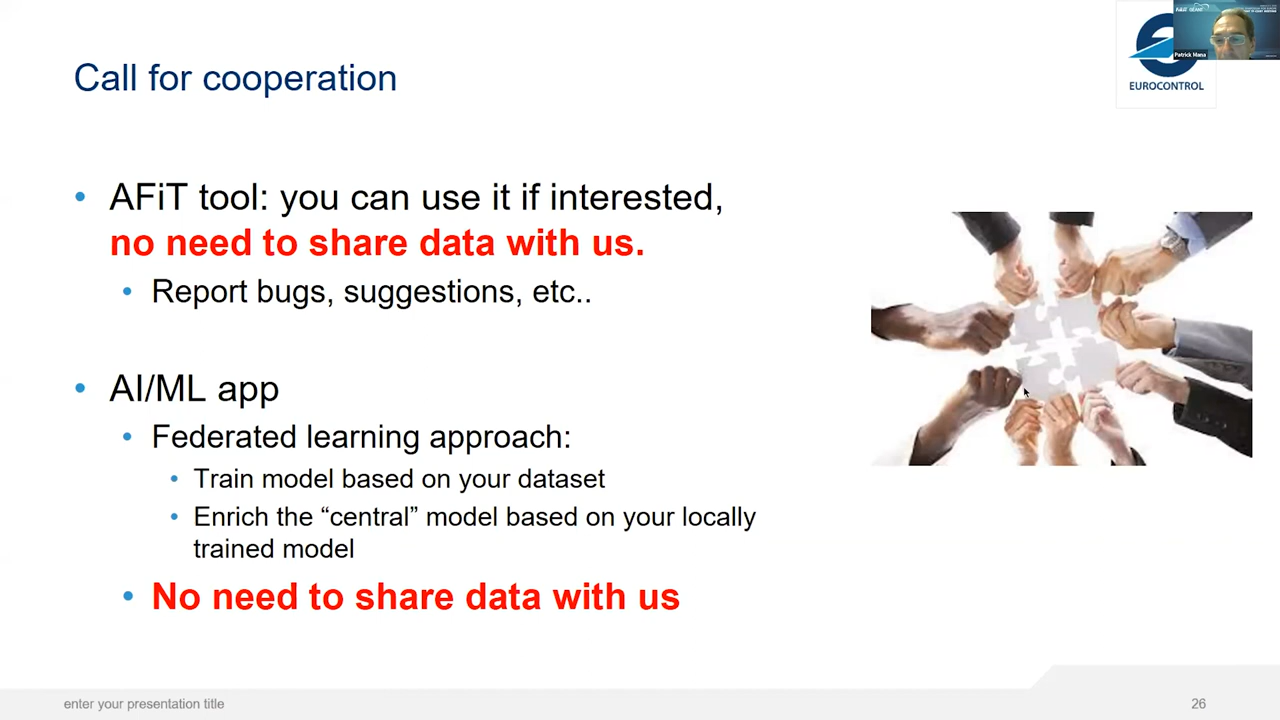 Call for cooperation
Patrick Mana
EUROCONTROL
• AFiT tool: you can use it if interested,
no need to share data with us.
• Report bugs, suggestions, etc..
• AI/ML app
• Federated learning approach:
• Train model based on your dataset
• Enrich the “central” model based on your locally
trained model
• No need to share data with us
enter your presentation title
26